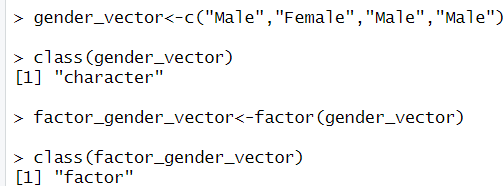 > gender_vector<-c("Male","Female","Male","Male")
> class(gender_vector)
[1] "character"
> factor_gender_vector<-factor(gender_vector)
> class(factor_gender_vector)
[1] "factor"